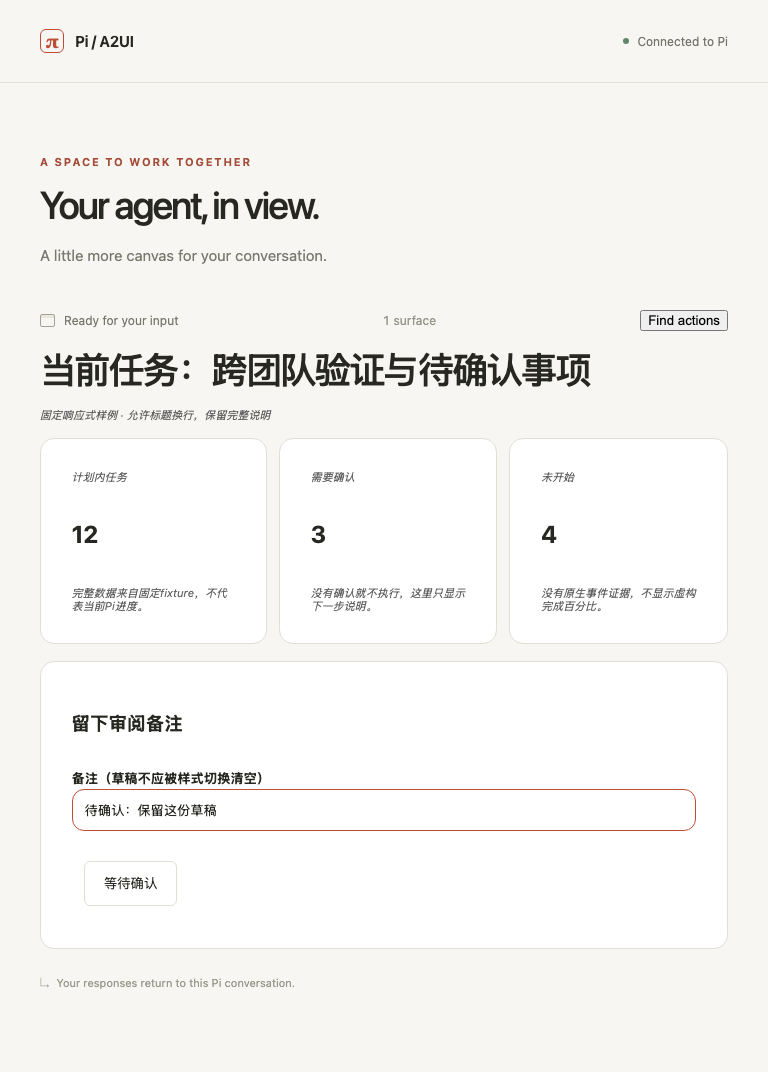 π Pi / A2UI
Connected to Pi
A SPACE TO WORK TOGETHER
Your agent, in view.
A little more canvas for your conversation.
Ready for your input
1 surface
Find actions
当前任务：跨团队验证与待确认事项
固定响应式样例 · 允许标题换行，保留完整说明
计划内任务
12
完整数据来自固定fixture，不代
表当前Pi进度。
需要确认
3
没有确认就不执行，这里只显示
下一步说明。
未开始
4
没有原生事件证据，不显示虚构
完成百分比。
留下审阅备注
备注（草稿不应被样式切换清空）
待确认：保留这份草稿
等待确认
Your responses return to this Pi conversation.